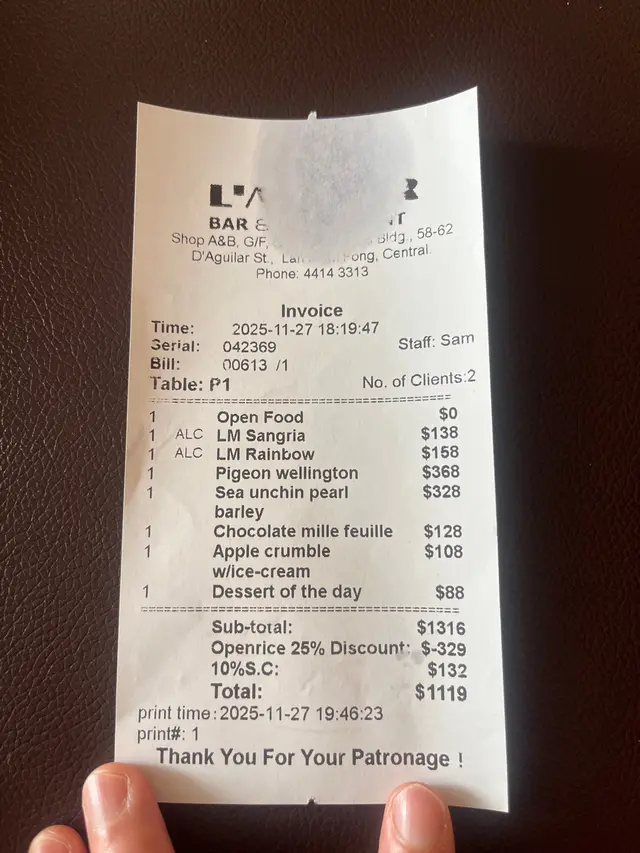 BAR &
Shop A&B, G/F, Bldg., 58-62
D'Aguilar St., Central.
Phone: 4414 3313
Invoice
Time: 2025-11-27 18:19:47
Serial: 042369 Staff: Sam
Bill: 00613 /1
Table: P1 No. of Clients:2
1 Open Food $0
1 ALC LM Sangria $138
1 ALC LM Rainbow $158
1 Pigeon wellington $368
1 Sea unchin pearl $328
barley
1 Chocolate mille feuille $128
1 Apple crumble $108
w/ice-cream
1 Dessert of the day $88
Sub-total: $1316
Openrice 25% Discount: $-329
10%S.C: $132
Total: $1119
print time:2025-11-27 19:46:23
print#: 1
Thank You For Your Patronage !